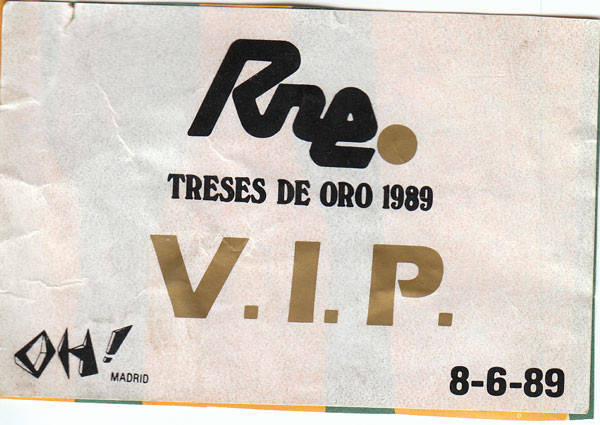 Rne.
TRESES DE ORO 1989
V.I.P.
OH!
MADRID
8-6-89